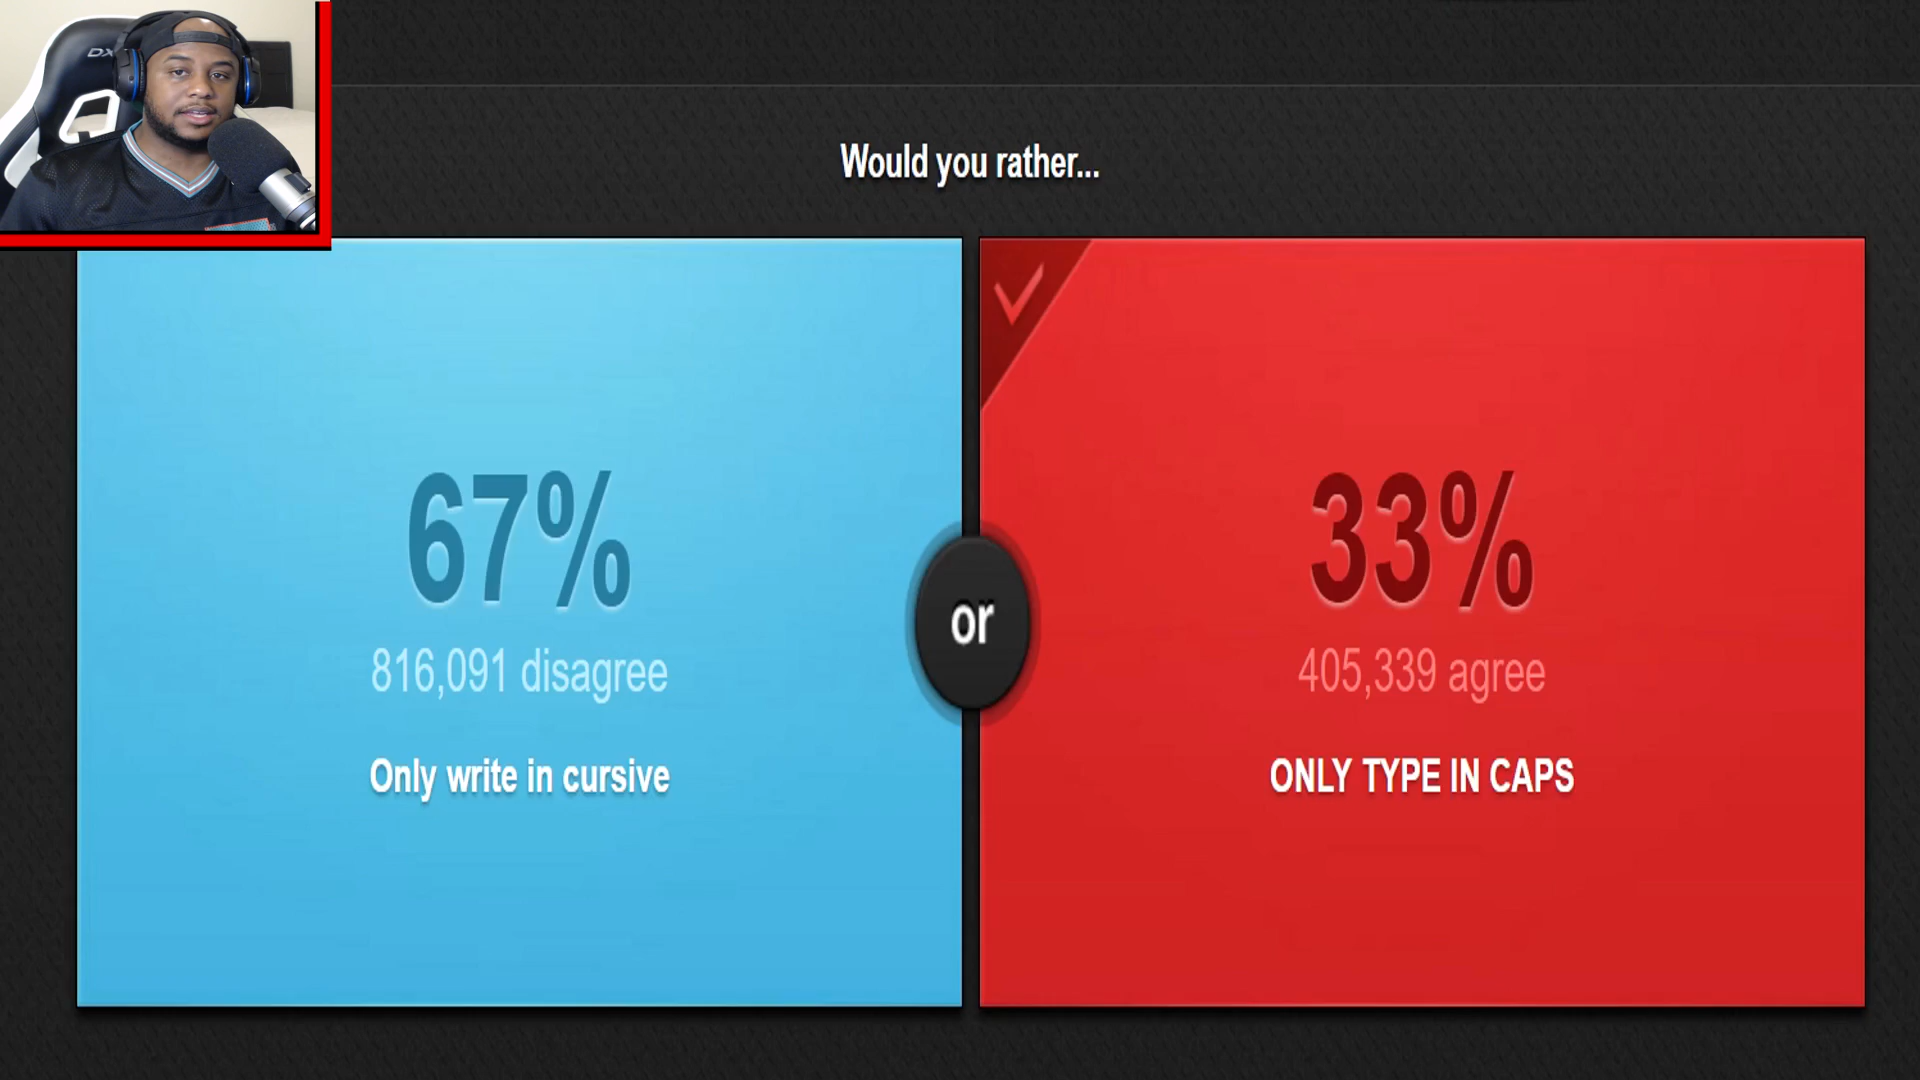 DX
Would you rather...
67%
816,091 disagree
Only write in cursive
or
33%
405,339 agree
ONLY TYPE IN CAPS